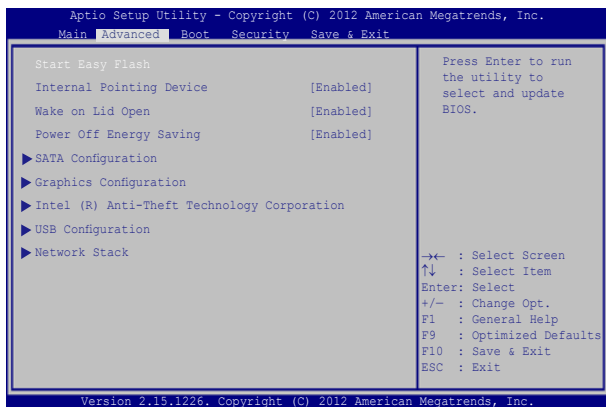 Aptio Setup Utility - Copyright (C) 2012 American Megatrends, Inc.
Main Advanced Boot Security Save & Exit
Start Easy Flash
Internal Pointing Device [Enabled]
Wake on Lid Open [Enabled]
Power Off Energy Saving [Enabled]
SATA Configuration
Graphics Configuration
Intel (R) Anti-Theft Technology Corporation
USB Configuration
Network Stack
Press Enter to run
the utility to
select and update
BIOS.
→← : Select Screen
↑↓ : Select Item
Enter: Select
+/— : Change Opt.
F1 : General Help
F9 : Optimized Defaults
F10 : Save & Exit
ESC : Exit
Version 2.15.1226. Copyright (C) 2012 American Megatrends, Inc.